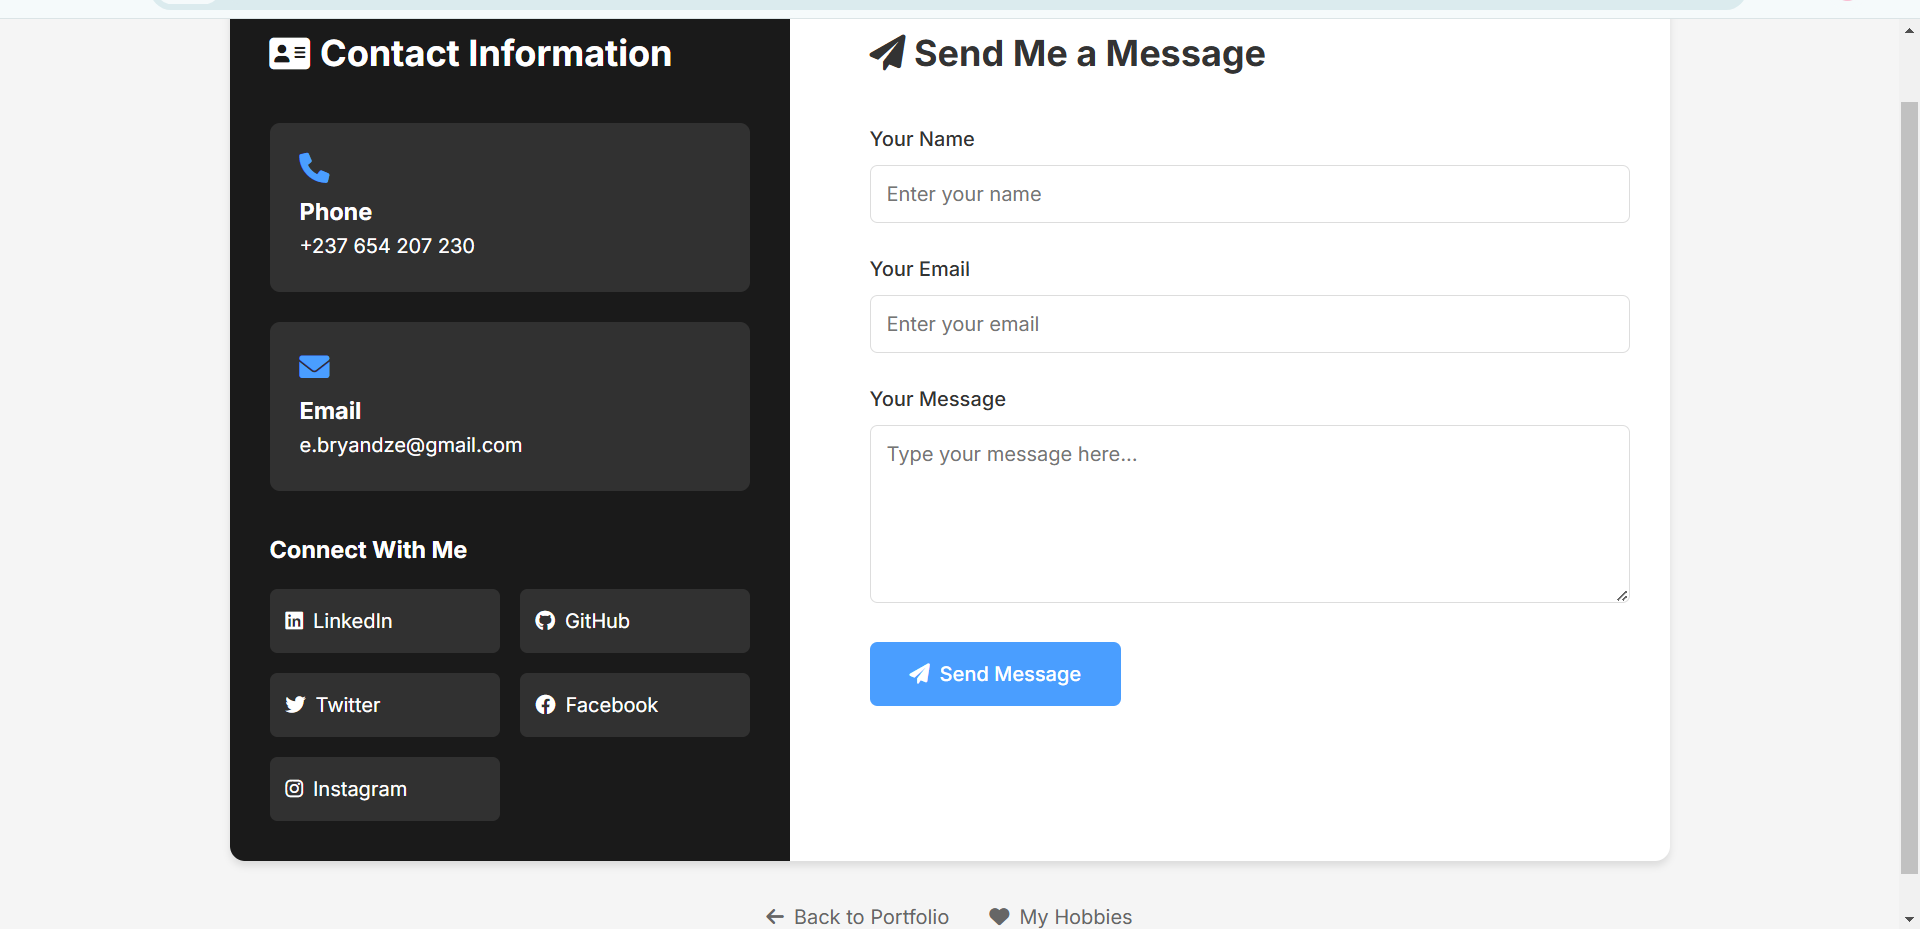 Contact Information
Phone
+237 654 207 230
Email
e.bryandze@gmail.com
Connect With Me
LinkedIn
GitHub
Twitter
Facebook
Instagram
Send Me a Message
Your Name
Enter your name
Your Email
Enter your email
Your Message
Type your message here...
Send Message
Back to Portfolio
My Hobbies